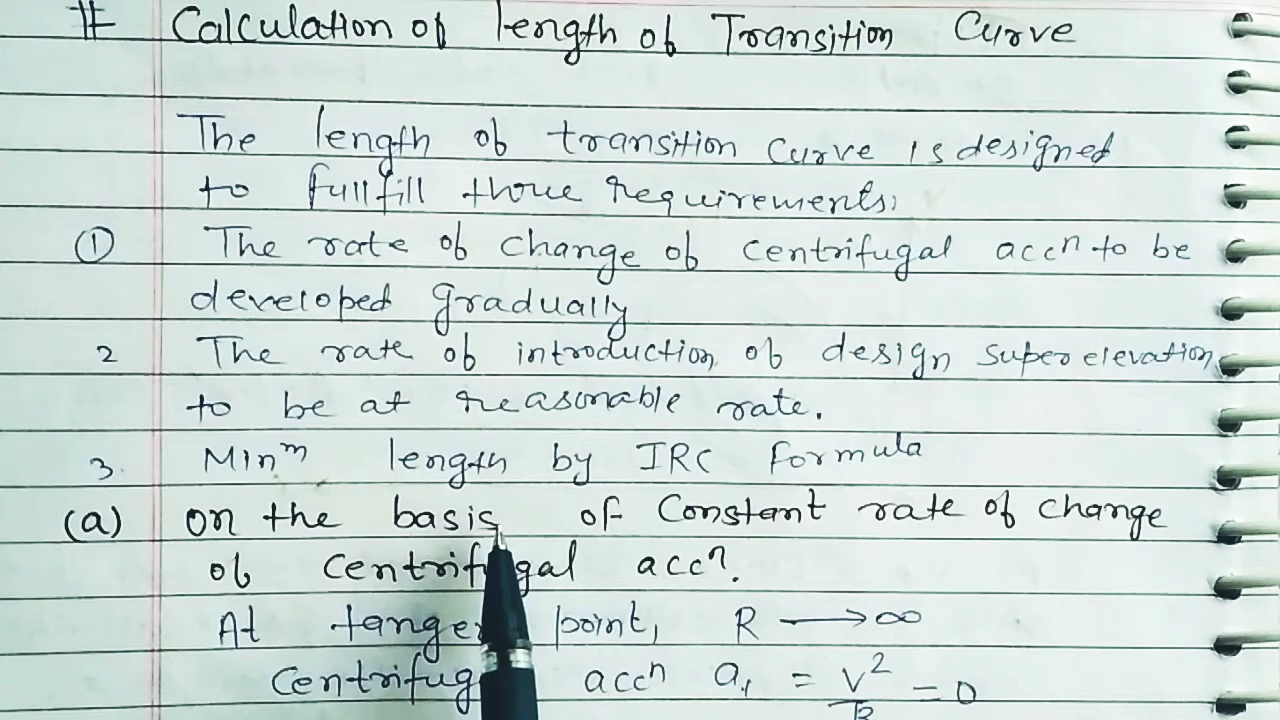 # Calculation of length of Transition Curve
The length of transition curve is designed
to fullfill three requirements:
① The rate of change of centrifugal accⁿ to be
developed gradually
2 The rate of introduction of design super elevation
to be at reasonable rate.
3. Minᵐ length by IRC formula
(a) on the basis of Constant rate of change
of centrifugal accⁿ.
At tangent point, R ⟶ ∞
Centrifugal accⁿ a₁ = V²/R = 0